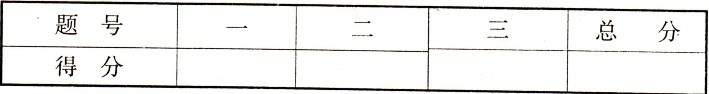 题 号 一 二 三 总 分
得 分